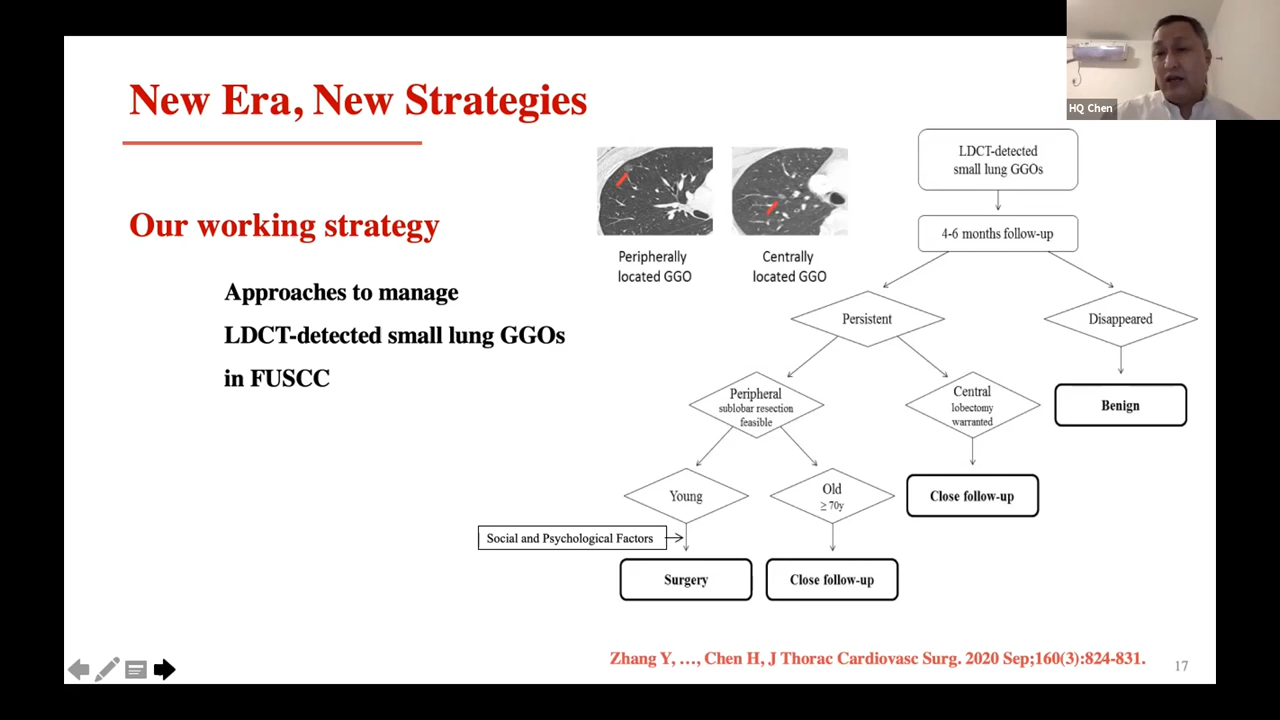 HQ Chen
New Era, New Strategies
Our working strategy
Approaches to manage
LDCT-detected small lung GGOs
in FUSCC
Peripherally
located GGO
Centrally
located GGO
LDCT-detected
small lung GGOs
4-6 months follow-up
Persistent
Disappeared
Peripheral
sublobar resection
feasible
Central
lobectomy
warranted
Benign
Young
Old
≥ 70y
Close follow-up
Social and Psychological Factors
Surgery
Close follow-up
Zhang Y, …, Chen H, J Thorac Cardiovasc Surg. 2020 Sep;160(3):824-831.
17